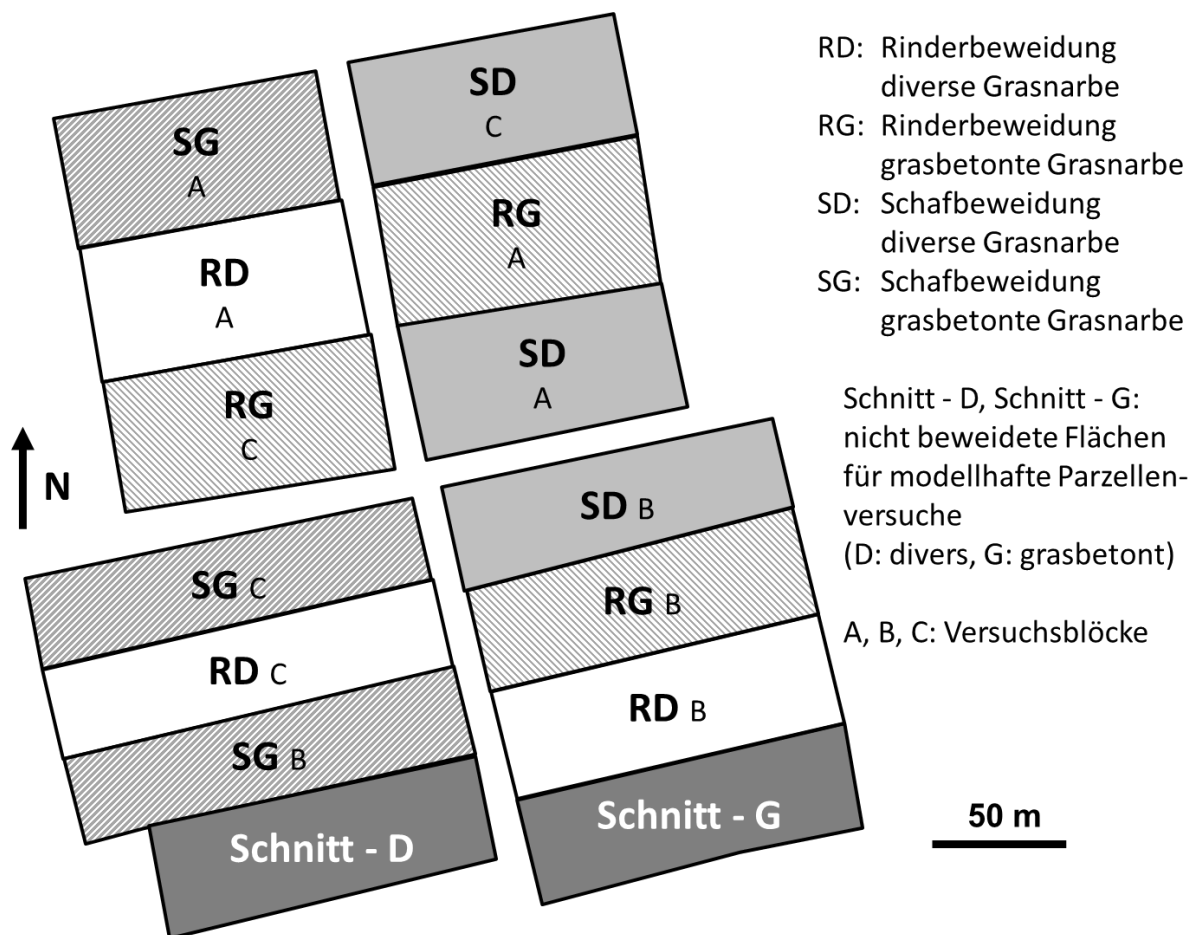 SG
A
RD
A
RG
C
SD
C
RG
A
SD
A
N
SG C
RD C
SG B
Schnitt - D
SD B
RG B
RD B
Schnitt - G
RD: Rinderbeweidung
diverse Grasnarbe
RG: Rinderbeweidung
grasbetonte Grasnarbe
SD: Schafbeweidung
diverse Grasnarbe
SG: Schafbeweidung
grasbetonte Grasnarbe
Schnitt - D, Schnitt - G:
nicht beweidete Flächen
für modellhafte Parzellen-
versuche
(D: divers, G: grasbetont)
A, B, C: Versuchsblöcke
50 m